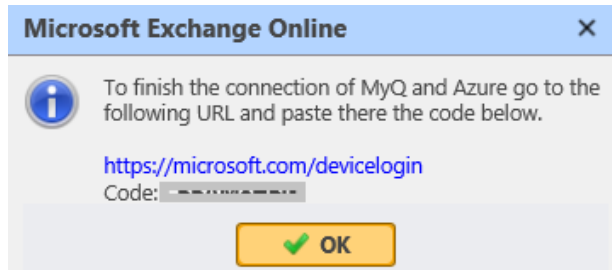 Microsoft Exchange Online
To finish the connection of MyQ and Azure go to the
following URL and paste there the code below.
https://microsoft.com/devicelogin
Code:
OK